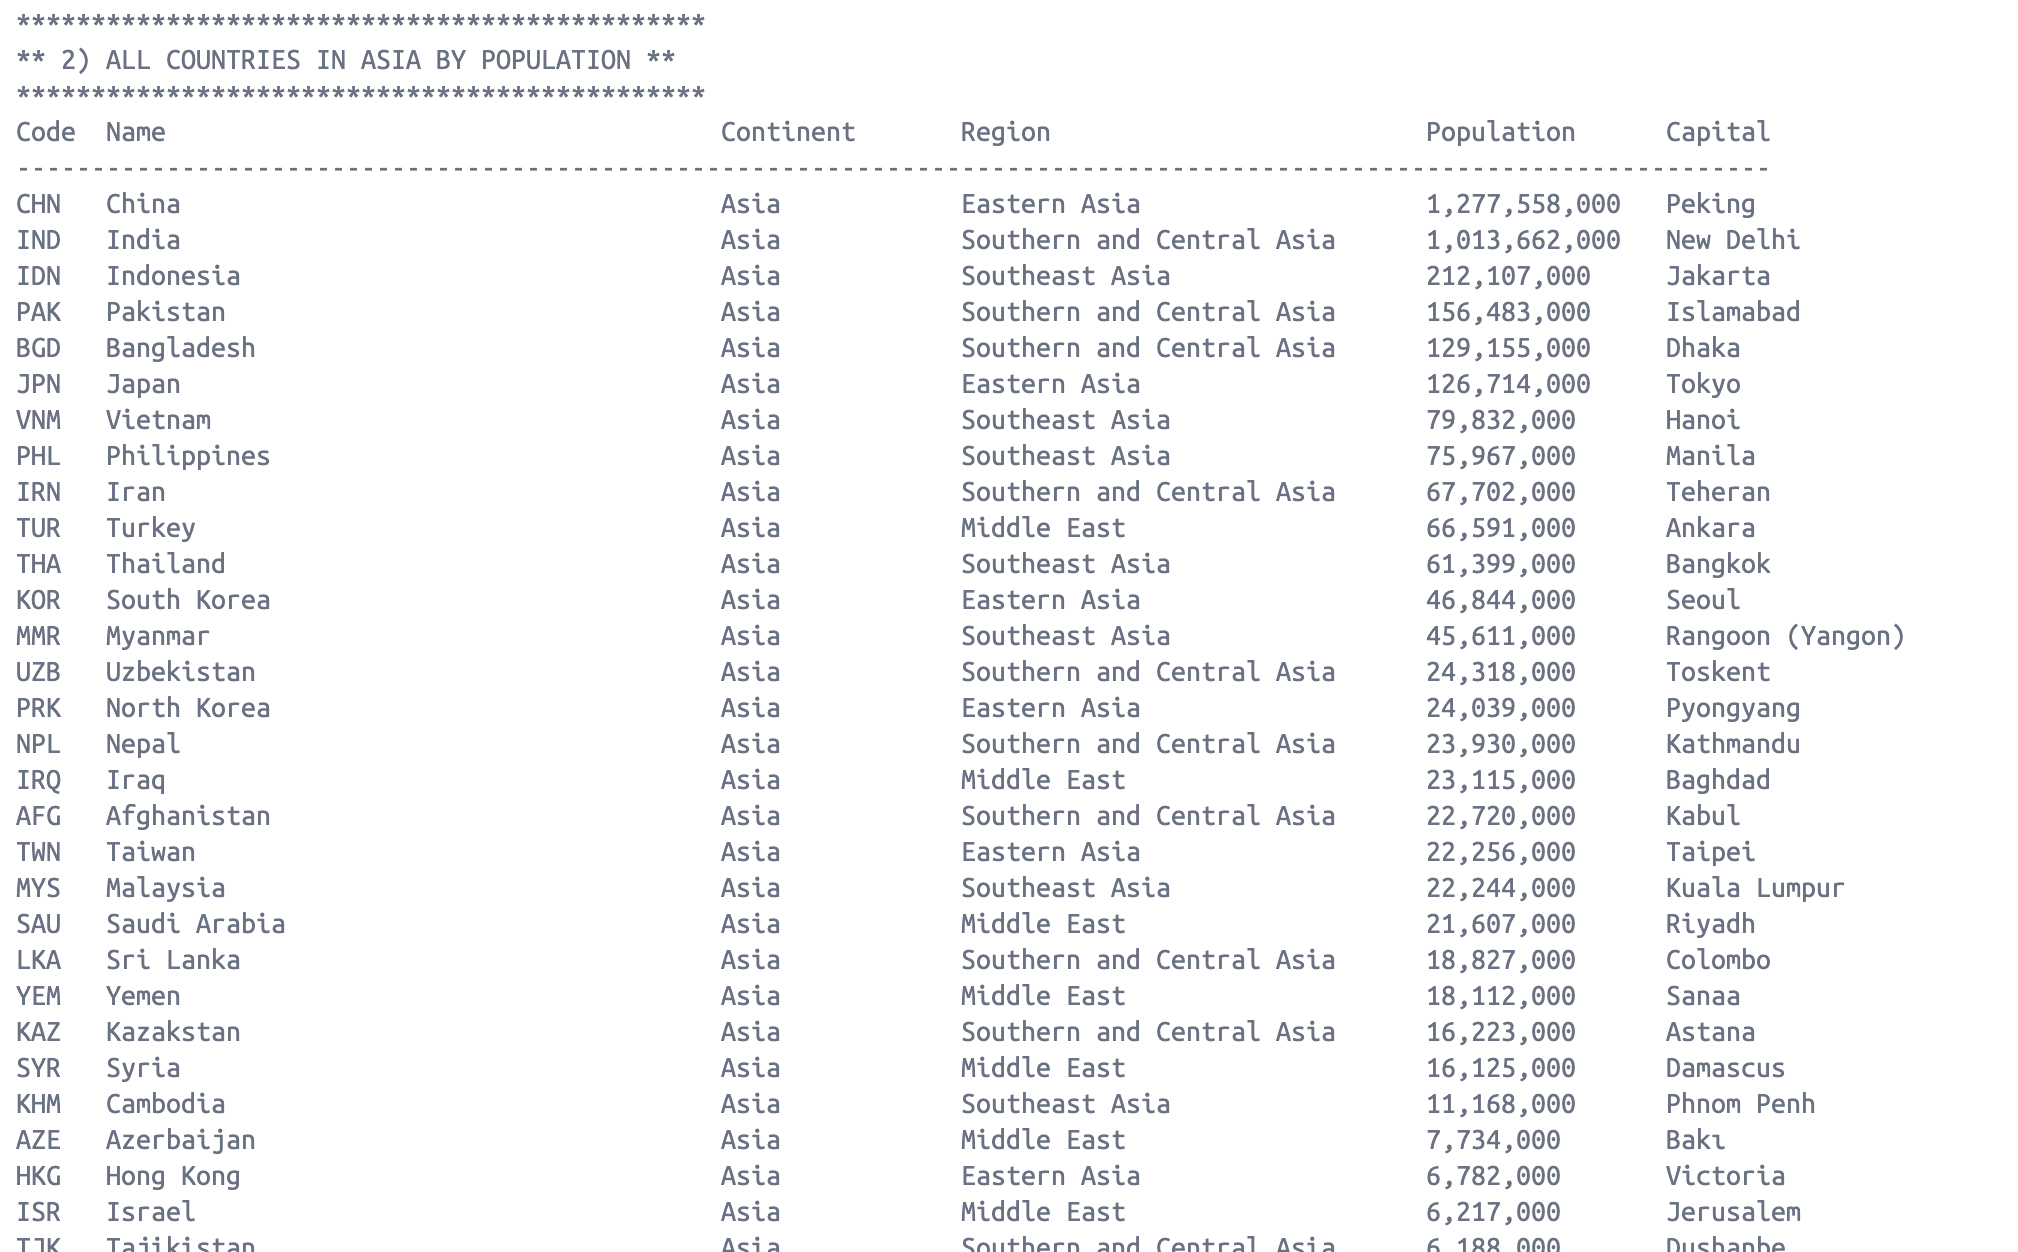 **********************************************
** 2) ALL COUNTRIES IN ASIA BY POPULATION **
**********************************************
Code  Name                                     Continent       Region                         Population      Capital
---------------------------------------------------------------------------------------------------------------------
CHN   China                                    Asia            Eastern Asia                   1,277,558,000   Peking
IND   India                                    Asia            Southern and Central Asia      1,013,662,000   New Delhi
IDN   Indonesia                                Asia            Southeast Asia                 212,107,000     Jakarta
PAK   Pakistan                                 Asia            Southern and Central Asia      156,483,000     Islamabad
BGD   Bangladesh                               Asia            Southern and Central Asia      129,155,000     Dhaka
JPN   Japan                                    Asia            Eastern Asia                   126,714,000     Tokyo
VNM   Vietnam                                  Asia            Southeast Asia                 79,832,000      Hanoi
PHL   Philippines                              Asia            Southeast Asia                 75,967,000      Manila
IRN   Iran                                     Asia            Southern and Central Asia      67,702,000      Teheran
TUR   Turkey                                   Asia            Middle East                    66,591,000      Ankara
THA   Thailand                                 Asia            Southeast Asia                 61,399,000      Bangkok
KOR   South Korea                              Asia            Eastern Asia                   46,844,000      Seoul
MMR   Myanmar                                  Asia            Southeast Asia                 45,611,000      Rangoon (Yangon)
UZB   Uzbekistan                               Asia            Southern and Central Asia      24,318,000      Toskent
PRK   North Korea                              Asia            Eastern Asia                   24,039,000      Pyongyang
NPL   Nepal                                    Asia            Southern and Central Asia      23,930,000      Kathmandu
IRQ   Iraq                                     Asia            Middle East                    23,115,000      Baghdad
AFG   Afghanistan                              Asia            Southern and Central Asia      22,720,000      Kabul
TWN   Taiwan                                   Asia            Eastern Asia                   22,256,000      Taipei
MYS   Malaysia                                 Asia            Southeast Asia                 22,244,000      Kuala Lumpur
SAU   Saudi Arabia                             Asia            Middle East                    21,607,000      Riyadh
LKA   Sri Lanka                                Asia            Southern and Central Asia      18,827,000      Colombo
YEM   Yemen                                    Asia            Middle East                    18,112,000      Sanaa
KAZ   Kazakstan                                Asia            Southern and Central Asia      16,223,000      Astana
SYR   Syria                                    Asia            Middle East                    16,125,000      Damascus
KHM   Cambodia                                 Asia            Southeast Asia                 11,168,000      Phnom Penh
AZE   Azerbaijan                               Asia            Middle East                    7,734,000       Bakı
HKG   Hong Kong                                Asia            Eastern Asia                   6,782,000       Victoria
ISR   Israel                                   Asia            Middle East                    6,217,000       Jerusalem
TJK   Tajikistan                               Asia            Southern and Central Asia      6,188,000       Dushanbe